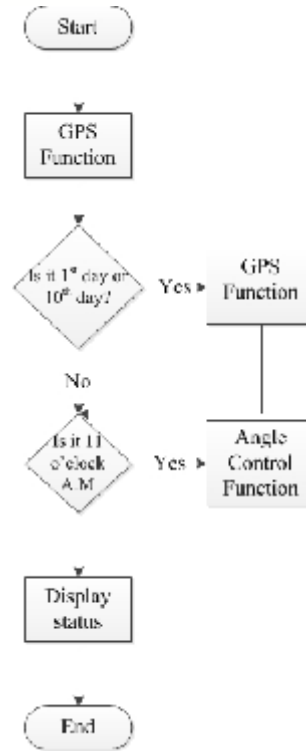 Start
GPS
Function
Is it 1st day or
10th day?
Yes
GPS
Function
No
Is it 11
o'clock
A.M
Yes
Angle
Control
Function
Display
status
End